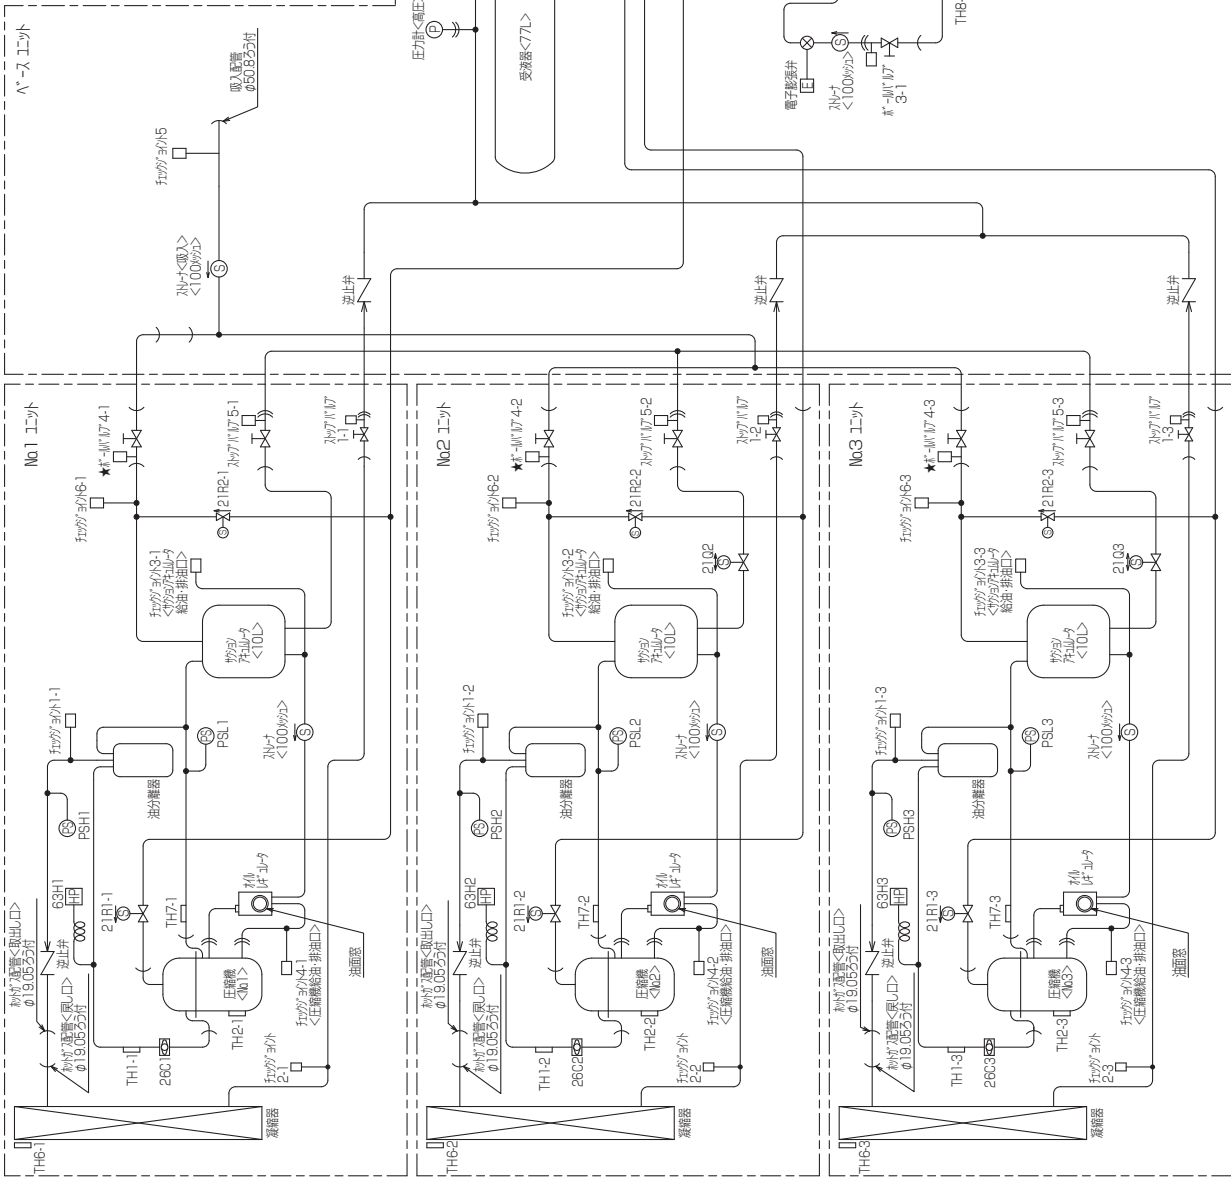 ベース ユニット
吸入配管
φ50.8ろう付
チェックジョイント5
ストレーナ<吸入>
<100メッシュ>
逆止弁
逆止弁
逆止弁
P
受液器<77L>
電子膨張弁
E
ストレーナ
<100メッシュ>
S
ボールバルブ
3-1
No.1 ユニット
★ボールバルブ4-1
ストップバルブ5-1
ストップバルブ
1-1
チェックジョイント6-1
21R2-1
S
チェックジョイント3-1
<サクションアキュムレータ
給油・排油口>
サクション
アキュムレータ
<10L>
チェックジョイント1-1
PS
PSL1
ストレーナ
<100メッシュ>
S
油分離器
PS
PSH1
63H1
HP
21R1-1
S
TH7-1
オイル
レギュレータ
ホットガス配管<取出し口>
φ19.05ろう付
逆止弁
ホットガス配管<戻し口>
φ19.05ろう付
圧縮機
<No.1>
チェックジョイント4-1
<圧縮機給油・排油口>
油面窓
TH1-1
26C1
TH2-1
チェックジョイント
2-1
凝縮器
TH6-1
No.2 ユニット
★ボールバルブ4-2
ストップバルブ5-2
ストップバルブ
1-2
チェックジョイント6-2
21R2-2
S
チェックジョイント3-2
<サクションアキュムレータ
給油・排油口>
21Q2
S
サクション
アキュムレータ
<10L>
チェックジョイント1-2
PS
PSL2
ストレーナ
<100メッシュ>
S
油分離器
PS
PSH2
63H2
HP
21R1-2
S
TH7-2
オイル
レギュレータ
ホットガス配管<取出し口>
φ19.05ろう付
逆止弁
ホットガス配管<戻し口>
φ19.05ろう付
圧縮機
<No.2>
チェックジョイント4-2
<圧縮機給油・排油口>
油面窓
TH1-2
26C2
TH2-2
チェックジョイント
2-2
凝縮器
TH6-2
No.3 ユニット
★ボールバルブ4-3
ストップバルブ5-3
ストップバルブ
1-3
チェックジョイント6-3
21R2-3
S
チェックジョイント3-3
<サクションアキュムレータ
給油・排油口>
21Q3
S
サクション
アキュムレータ
<10L>
チェックジョイント1-3
PS
PSL3
ストレーナ
<100メッシュ>
S
油分離器
PS
PSH3
63H3
HP
21R1-3
S
TH7-3
オイル
レギュレータ
ホットガス配管<取出し口>
φ19.05ろう付
逆止弁
ホットガス配管<戻し口>
φ19.05ろう付
圧縮機
<No.3>
チェックジョイント4-3
<圧縮機給油・排油口>
油面窓
TH1-3
26C3
TH2-3
チェックジョイント
2-3
凝縮器
TH6-3